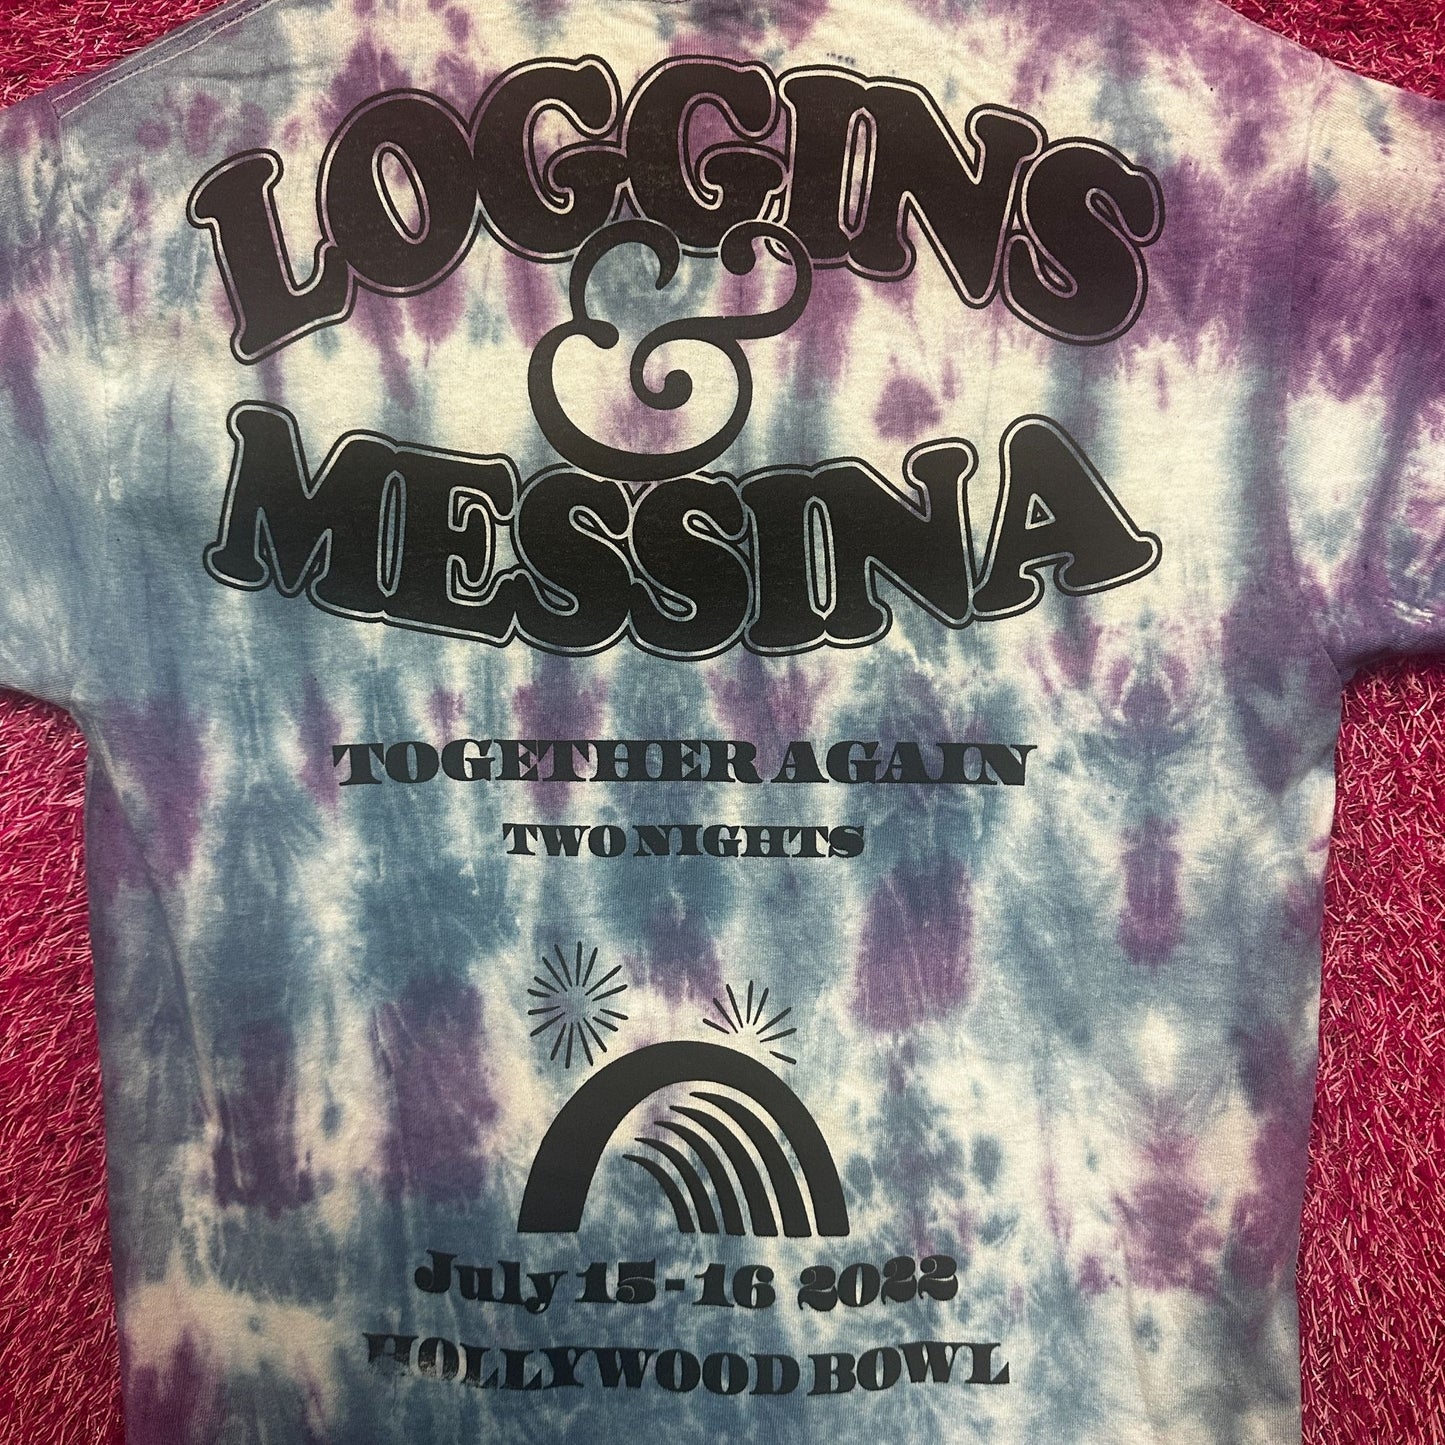 LOGGINS
&
MESSINA
TOGETHER AGAIN
TWO NIGHTS
July 15-16 2022
HOLLYWOOD BOWL